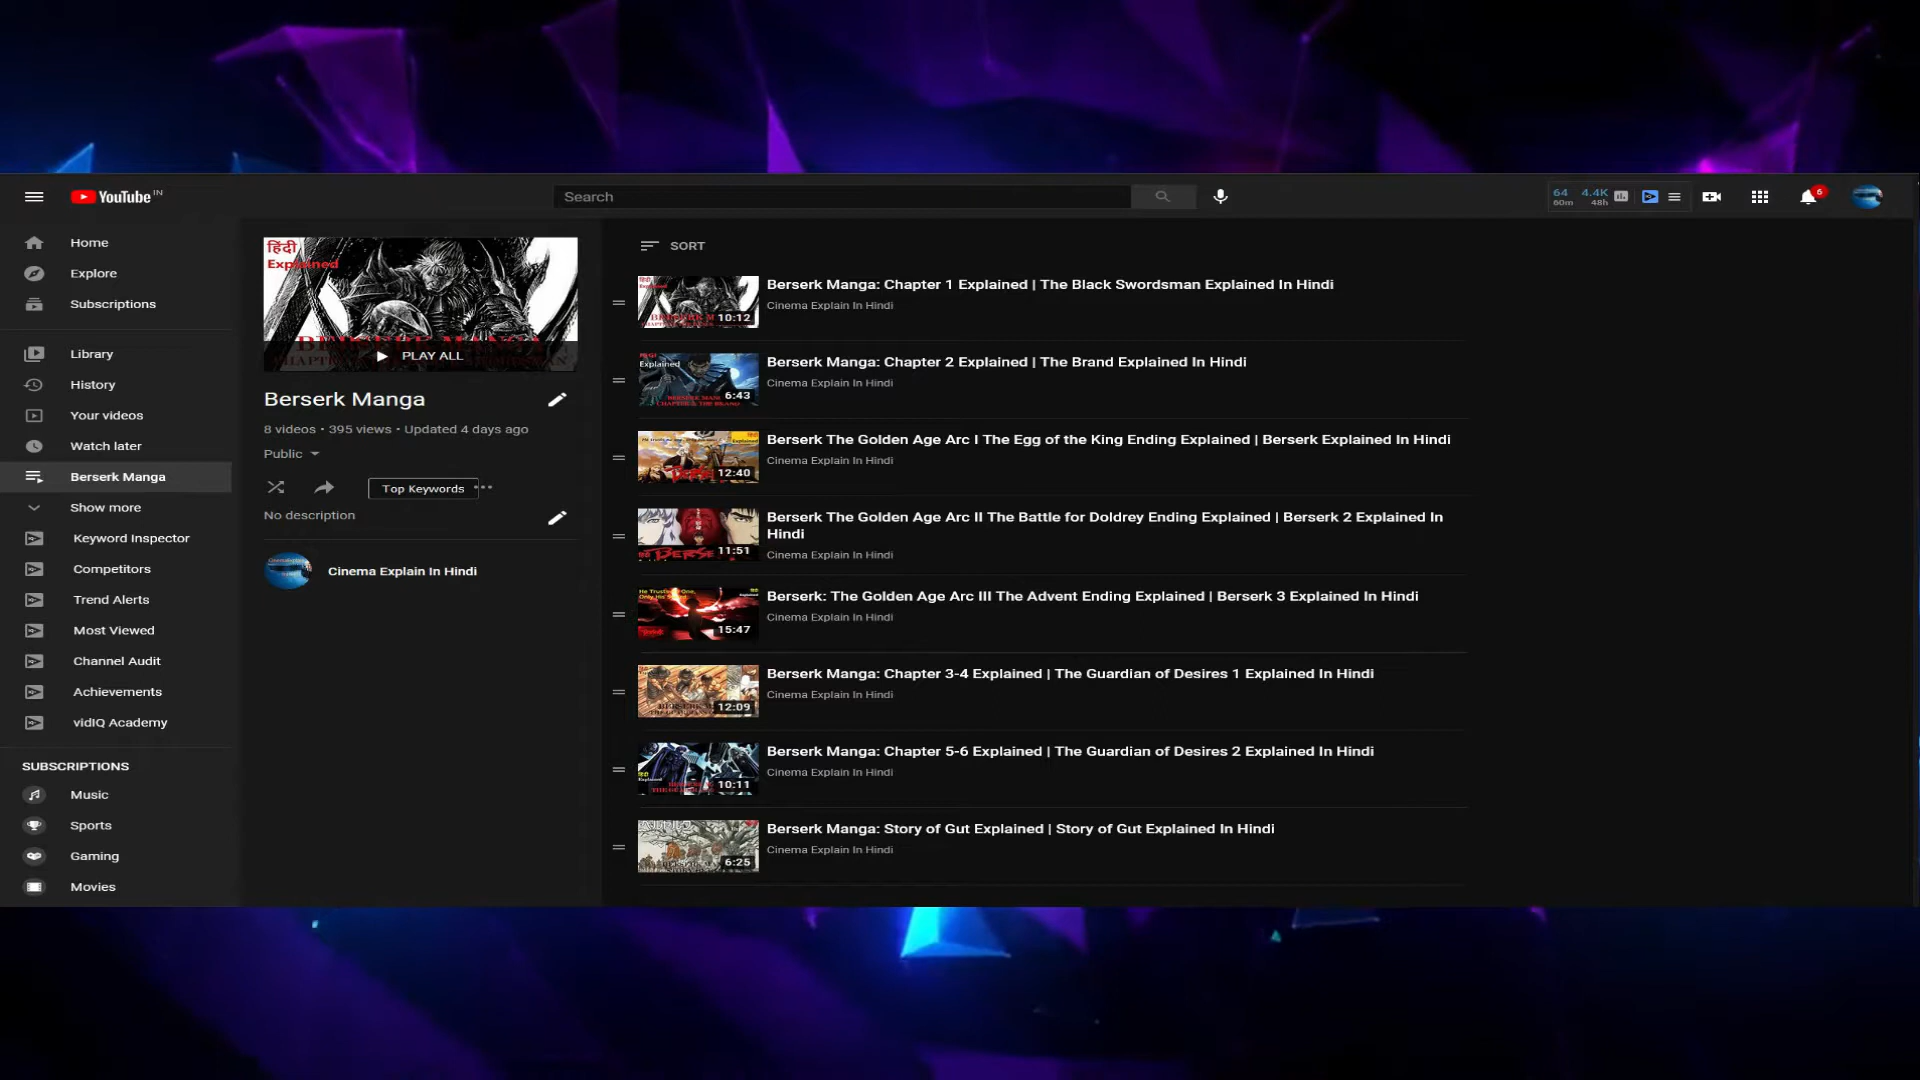 YouTube IN
Search
64 60m
4.4K 48h
6
Home
Explore
Subscriptions
Library
History
Your videos
Watch later
Berserk Manga
Show more
Keyword Inspector
Competitors
Trend Alerts
Most Viewed
Channel Audit
Achievements
vidIQ Academy
SUBSCRIPTIONS
Music
Sports
Gaming
Movies
हिंदी
Explained
PLAY ALL
Berserk Manga
8 videos • 395 views • Updated 4 days ago
Public
Top Keywords
No description
Cinema Explain In Hindi
SORT
10:12
Berserk Manga: Chapter 1 Explained | The Black Swordsman Explained In Hindi
Cinema Explain In Hindi
Explained
6:43
Berserk Manga: Chapter 2 Explained | The Brand Explained In Hindi
Cinema Explain In Hindi
12:40
Berserk The Golden Age Arc I The Egg of the King Ending Explained | Berserk Explained In Hindi
Cinema Explain In Hindi
11:51
Berserk The Golden Age Arc II The Battle for Doldrey Ending Explained | Berserk 2 Explained In
Hindi
Cinema Explain In Hindi
15:47
Berserk: The Golden Age Arc III The Advent Ending Explained | Berserk 3 Explained In Hindi
Cinema Explain In Hindi
12:09
Berserk Manga: Chapter 3-4 Explained | The Guardian of Desires 1 Explained In Hindi
Cinema Explain In Hindi
10:11
Berserk Manga: Chapter 5-6 Explained | The Guardian of Desires 2 Explained In Hindi
Cinema Explain In Hindi
6:25
Berserk Manga: Story of Gut Explained | Story of Gut Explained In Hindi
Cinema Explain In Hindi